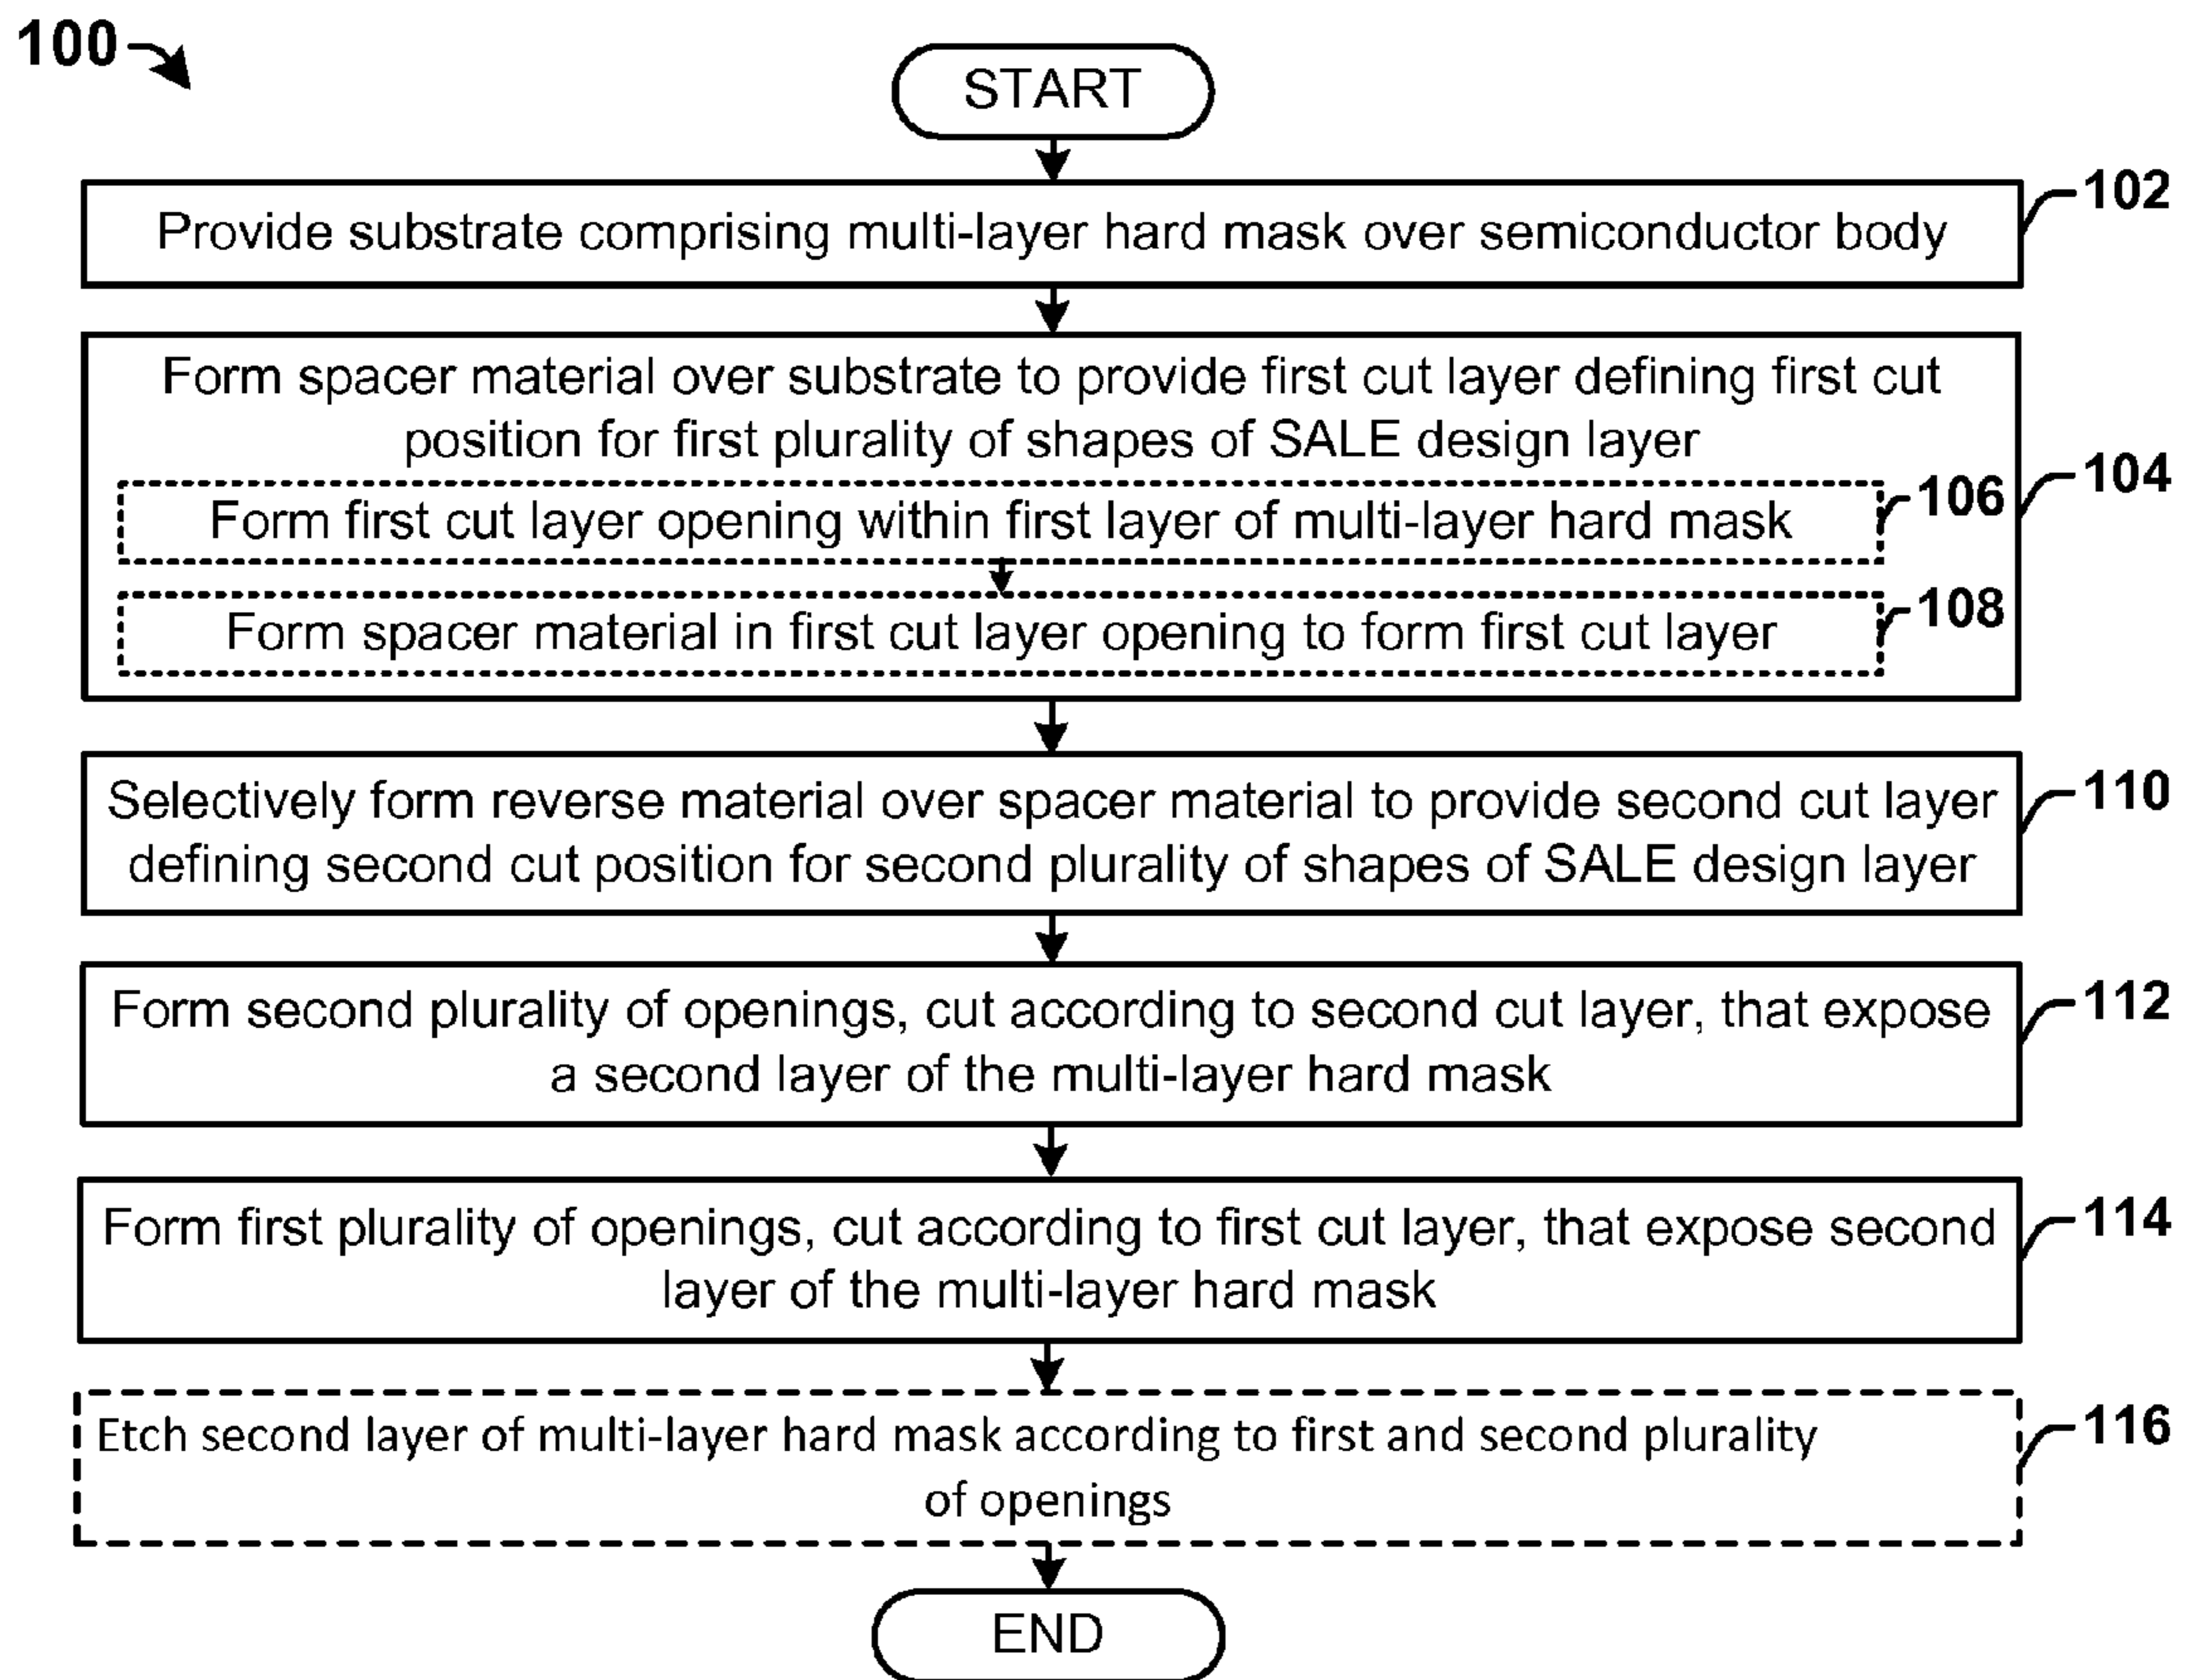 100
START
Provide substrate comprising multi-layer hard mask over semiconductor body
102
Form spacer material over substrate to provide first cut layer defining first cut
position for first plurality of shapes of SALE design layer
104
Form first cut layer opening within first layer of multi-layer hard mask
106
Form spacer material in first cut layer opening to form first cut layer
108
Selectively form reverse material over spacer material to provide second cut layer
defining second cut position for second plurality of shapes of SALE design layer
110
Form second plurality of openings, cut according to second cut layer, that expose
a second layer of the multi-layer hard mask
112
Form first plurality of openings, cut according to first cut layer, that expose second
layer of the multi-layer hard mask
114
Etch second layer of multi-layer hard mask according to first and second plurality
of openings
116
END